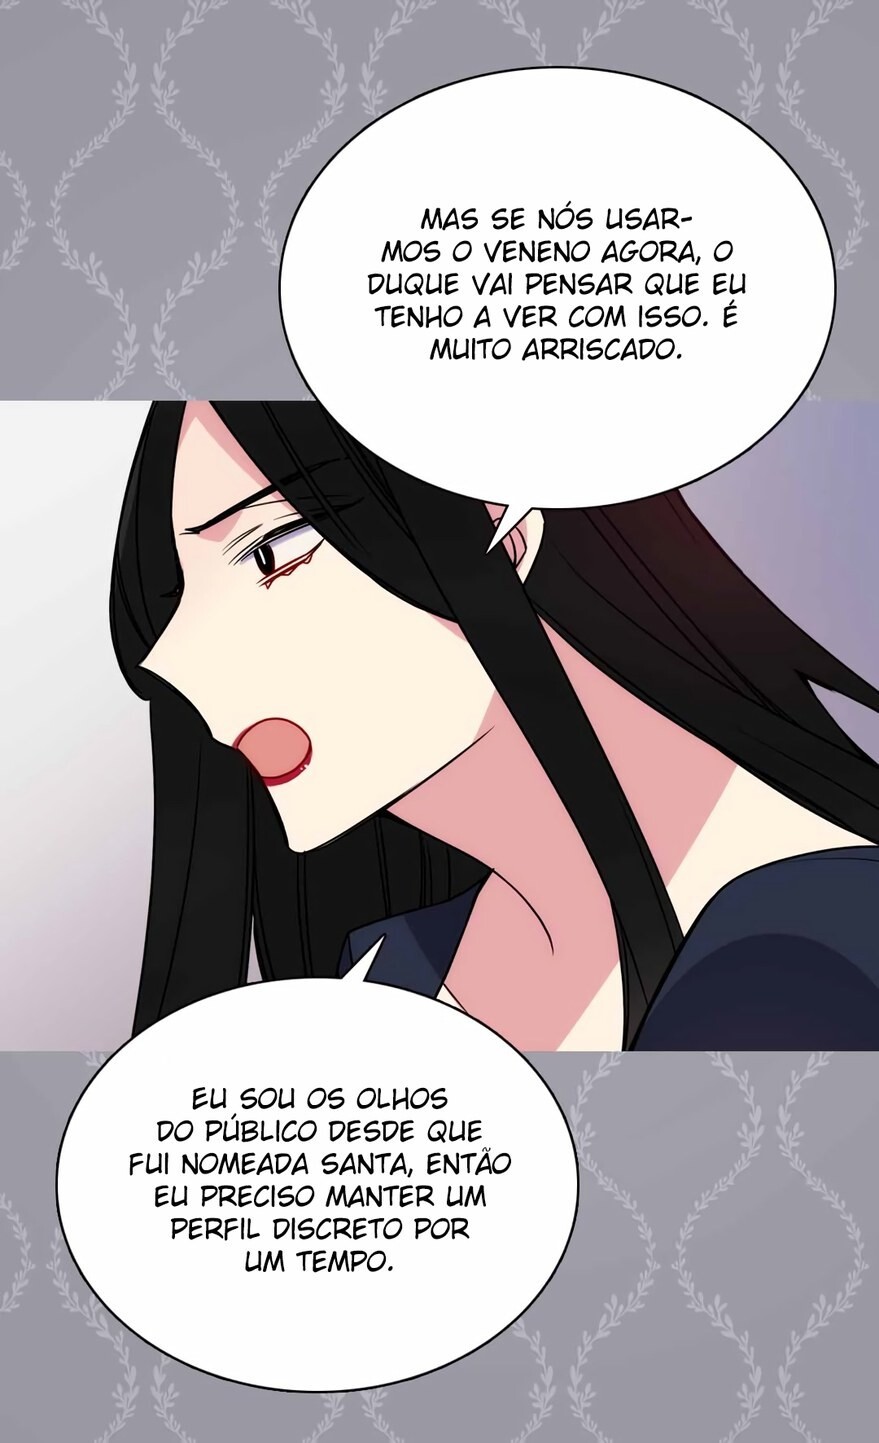 MAS SE NÓS USAR-
MOS O VENENO AGORA, O
DUQUE VAI PENSAR QUE EU
TENHO A VER COM ISSO. É
MUITO ARRISCADO.
EU SOU OS OLHOS
DO PÚBLICO DESDE QUE
FUI NOMEADA SANTA, ENTÃO
EU PRECISO MANTER UM
PERFIL DISCRETO POR
UM TEMPO.